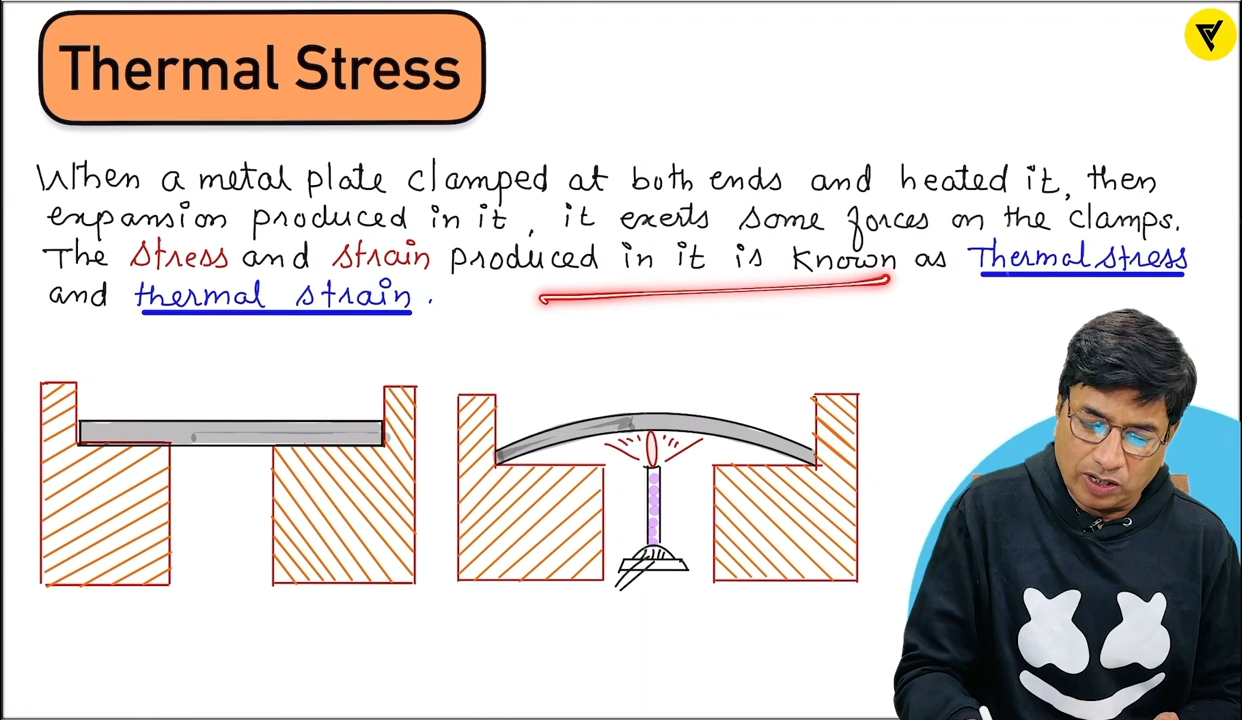 Thermal Stress
When a metal plate clamped at both ends and heated it, then
expansion produced in it, it exerts some forces on the clamps.
The stress and strain produced in it is known as Thermal stress
and thermal strain.